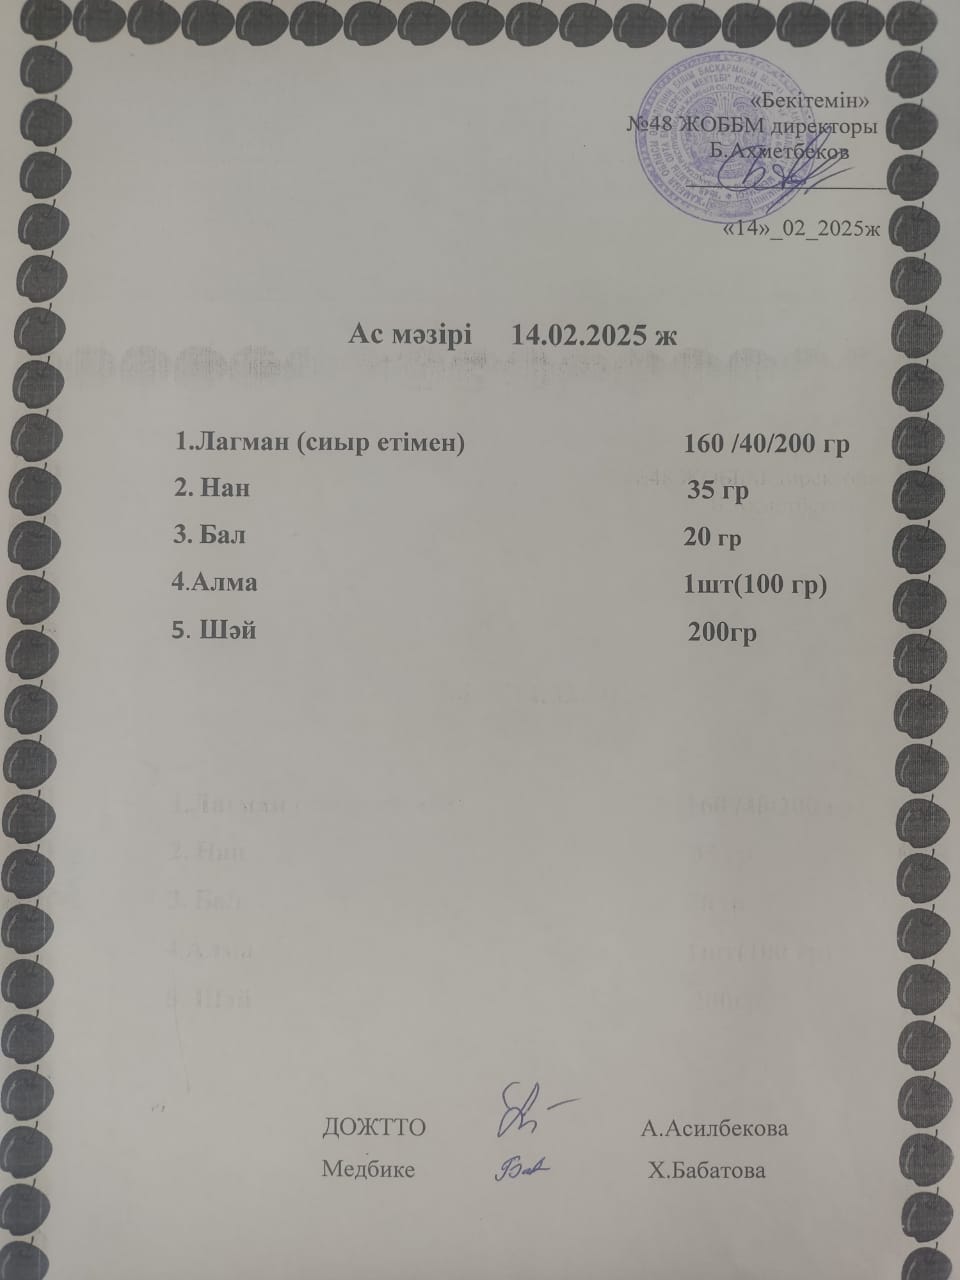 «Бекітемін»
№48 ЖОББМ директоры
Б.Ахметбеков
«14»_02_2025ж
Ас мәзірі 14.02.2025 ж
1.Лагман (сиыр етімен) 160 /40/200 гр
2. Нан 35 гр
3. Бал 20 гр
4.Алма 1шт(100 гр)
5. Шәй 200гр
ДОЖТТО А.Асилбекова
Медбике Х.Бабатова